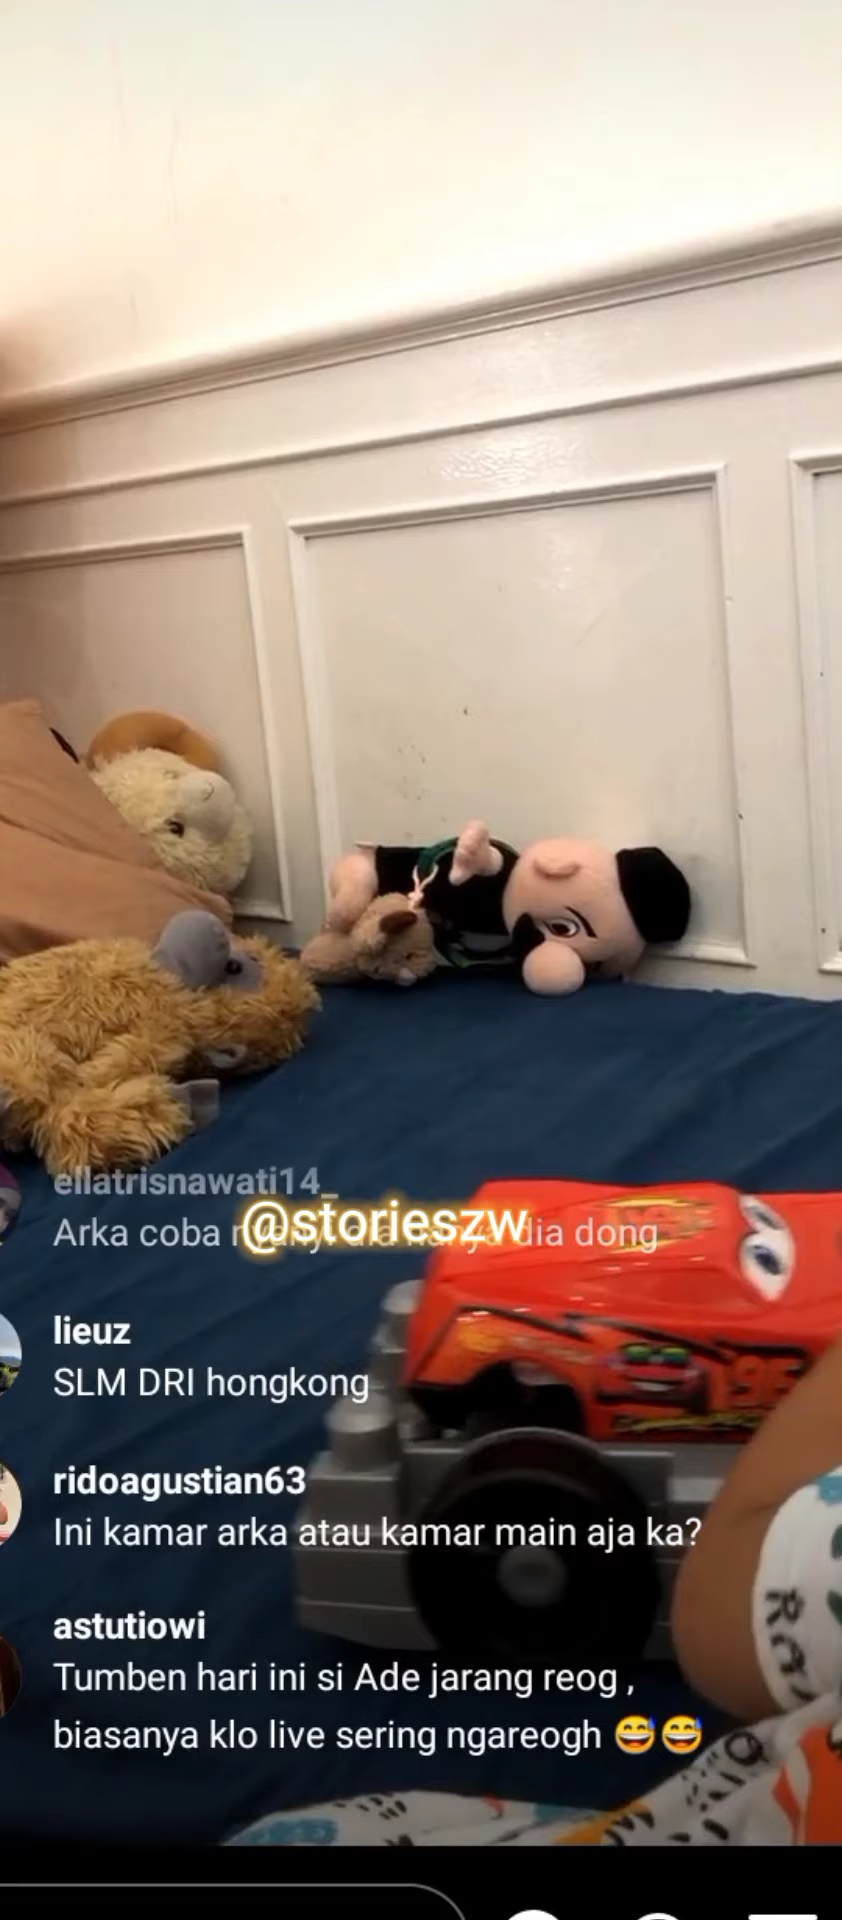 ellatrisnawati14_
@storieszw
Arka coba dia dong
lieuz
SLM DRI hongkong
ridoagustian63
Ini kamar arka atau kamar main aja ka?
astutiowi
Tumben hari ini si Ade jarang reog ,
biasanya klo live sering ngareogh 😅😅
95